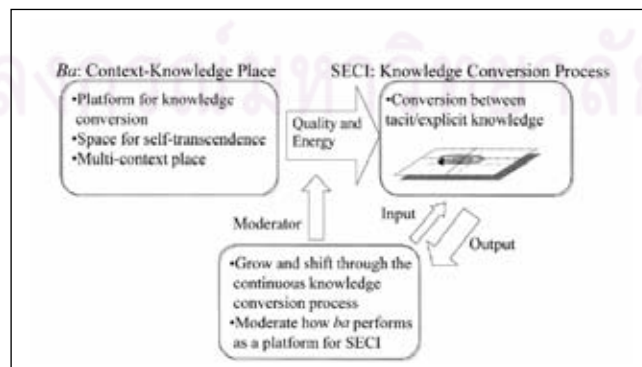 Ba: Context-Knowledge Place
SECI: Knowledge Conversion Process
•Platform for knowledge
conversion
•Space for self-transcendence
•Multi-context place
Quality and
Energy
•Conversion between
tacit/explicit knowledge
Moderator
Input
Output
•Grow and shift through the
continuous knowledge
conversion process
•Moderate how ba performs
as a platform for SECI